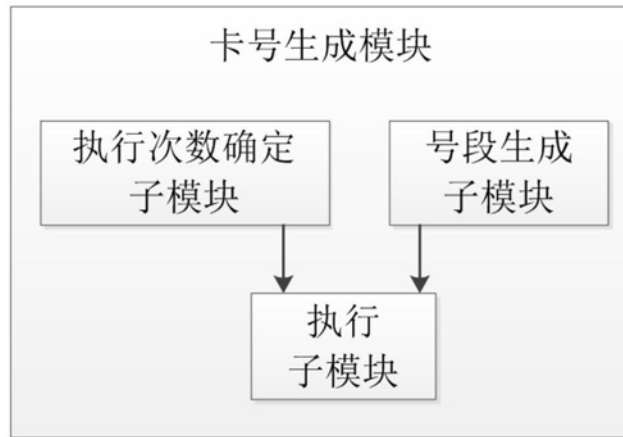 卡号生成模块
执行次数确定
子模块
号段生成
子模块
执行
子模块